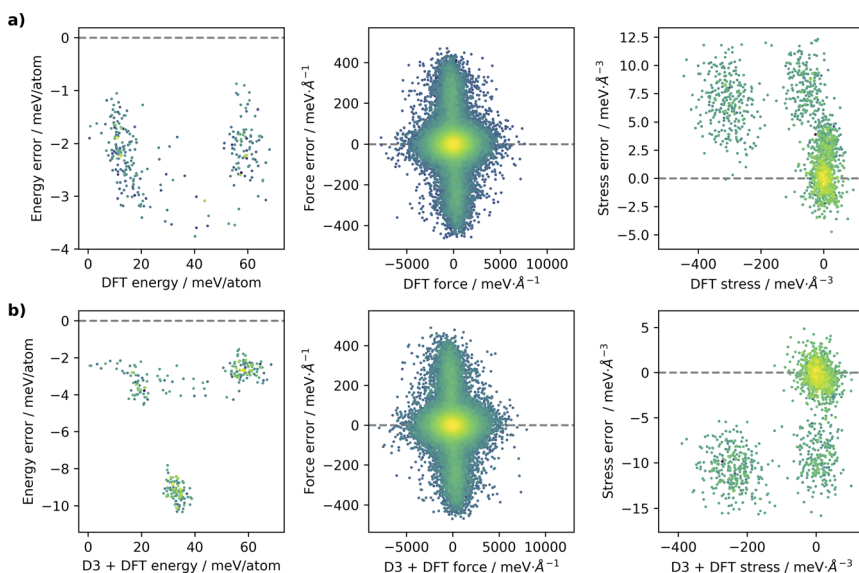 a)
Energy error / meV/atom
0
−1
−2
−3
−4
0 20 40 60
DFT energy / meV/atom
Force error / meV·Å⁻¹
400
200
0
−200
−400
−5000 0 5000 10000
DFT force / meV·Å⁻¹
Stress error / meV·Å⁻³
12.5
10.0
7.5
5.0
2.5
0.0
−2.5
−5.0
−400 −200 0
DFT stress / meV·Å⁻³
b)
Energy error / meV/atom
0
−2
−4
−6
−8
−10
0 20 40 60
D3 + DFT energy / meV/atom
Force error / meV·Å⁻¹
400
200
0
−200
−400
−5000 0 5000 10000
D3 + DFT force / meV·Å⁻¹
Stress error / meV·Å⁻³
5
0
−5
−10
−15
−400 −200 0
D3 + DFT stress / meV·Å⁻³